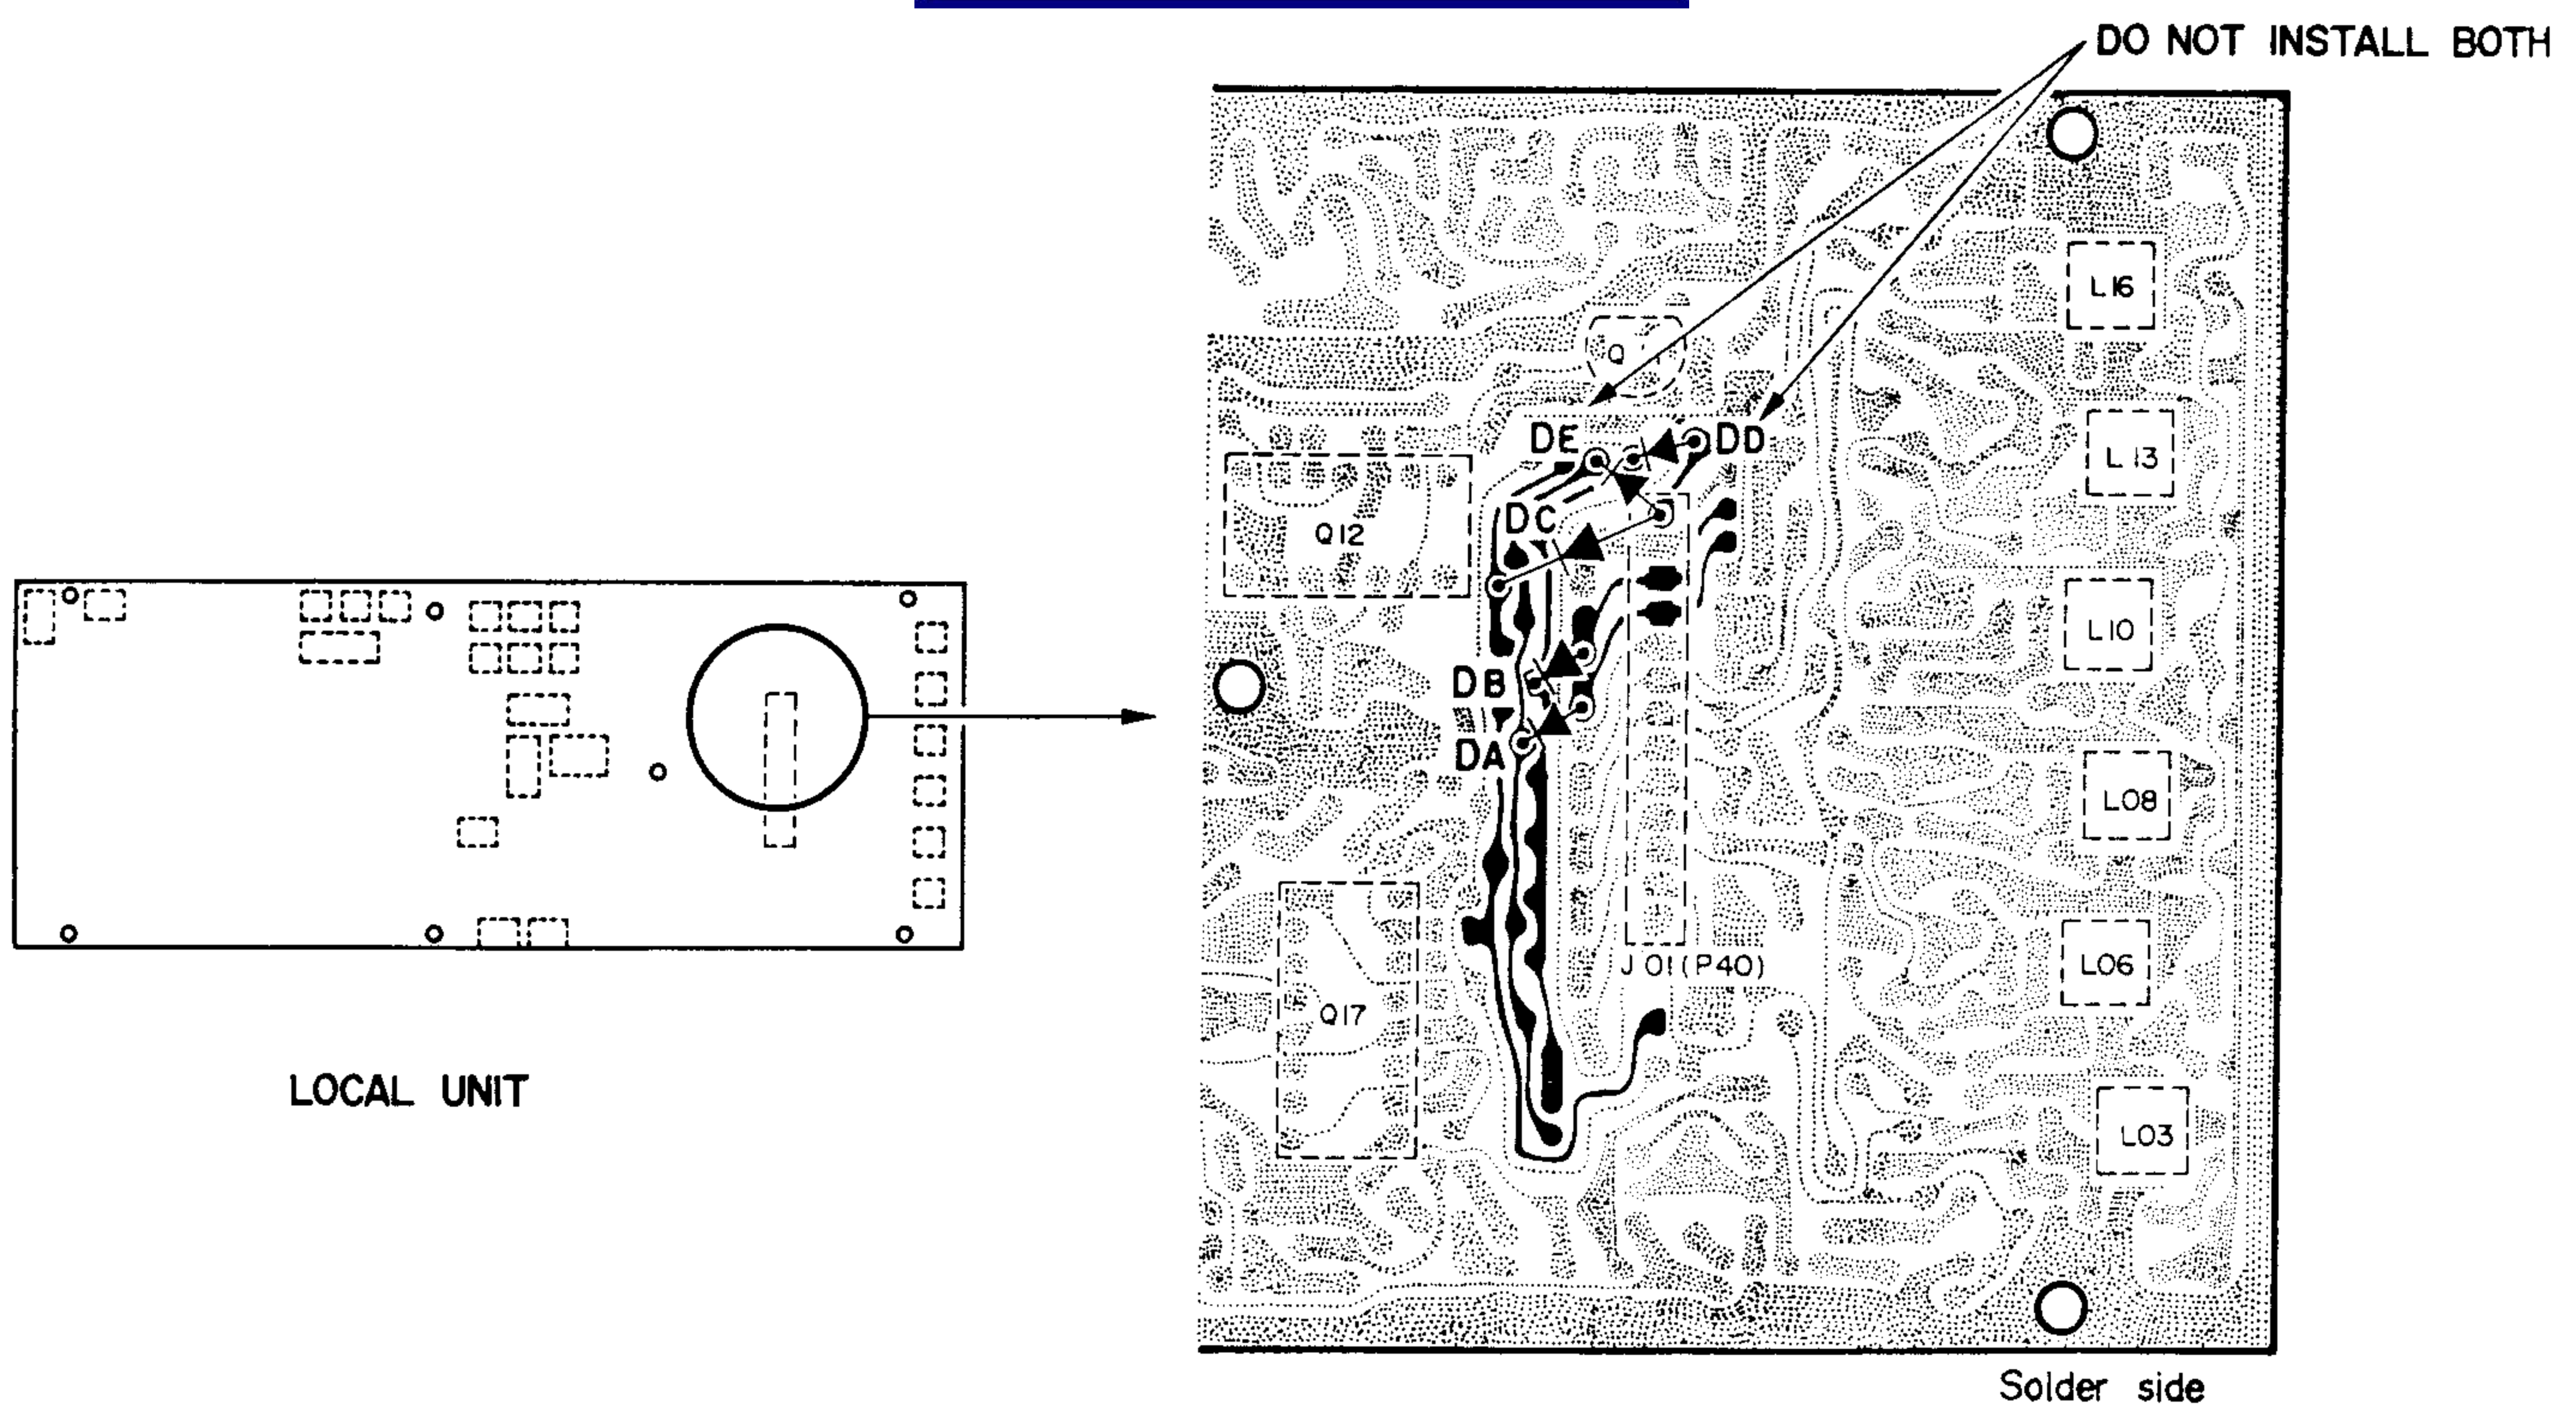 DO NOT INSTALL BOTH
L16
Q
DE
DD
L13
DC
Q12
L10
DB
DA
L08
J01(P40)
L06
Q17
LOCAL UNIT
L03
Solder side